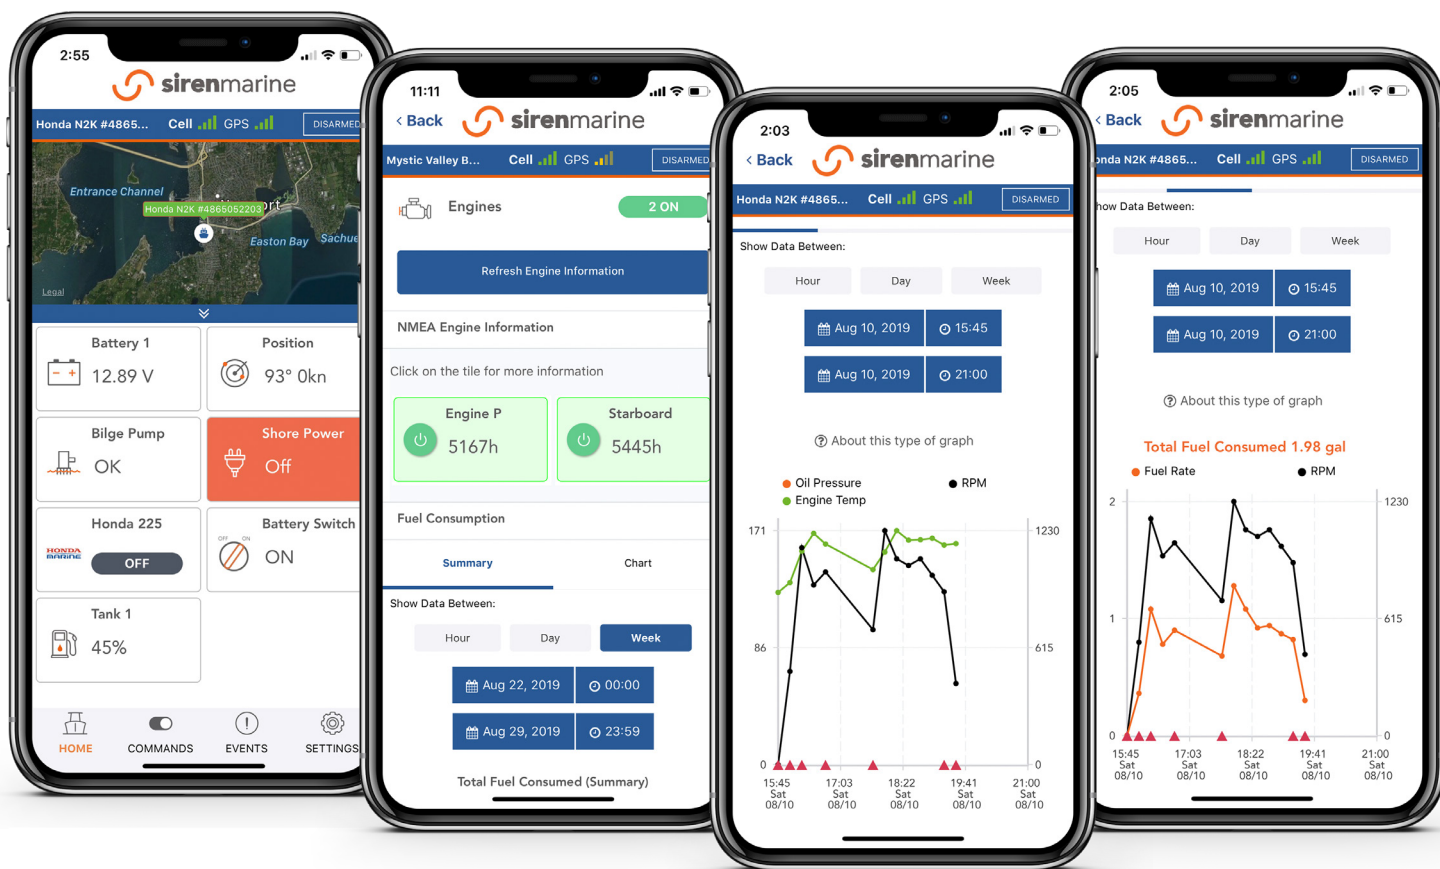 2:55
sirenmarine
Honda N2K #4865... Cell GPS DISARMED
Entrance Channel
Honda N2K #4865052203
Easton Bay
Legal
Battery 1
12.89 V
Position
93° 0kn
Bilge Pump
OK
Shore Power
Off
Honda 225
HONDA
MARINE
OFF
Battery Switch
OFF ON
ON
Tank 1
45%
HOME COMMANDS EVENTS SETTINGS
11:11
< Back sirenmarine
Mystic Valley B... Cell GPS DISARMED
Engines 2 ON
Refresh Engine Information
NMEA Engine Information
Click on the tile for more information
Engine P
5167h
Starboard
5445h
Fuel Consumption
Summary Chart
Show Data Between:
Hour Day Week
Aug 22, 2019 00:00
Aug 29, 2019 23:59
Total Fuel Consumed (Summary)
2:03
< Back sirenmarine
Honda N2K #4865... Cell GPS DISARMED
Show Data Between:
Hour Day Week
Aug 10, 2019 15:45
Aug 10, 2019 21:00
? About this type of graph
Oil Pressure RPM
Engine Temp
171 1230
86 615
0 0
15:45 17:03 18:22 19:41 21:00
Sat Sat Sat Sat Sat
08/10 08/10 08/10 08/10 08/10
2:05
< Back sirenmarine
onda N2K #4865... Cell GPS DISARMED
how Data Between:
Hour Day Week
Aug 10, 2019 15:45
Aug 10, 2019 21:00
? About this type of graph
Total Fuel Consumed 1.98 gal
Fuel Rate RPM
2 1230
1 615
0 0
15:45 17:03 18:22 19:41 21:00
Sat Sat Sat Sat Sat
08/10 08/10 08/10 08/10 08/10